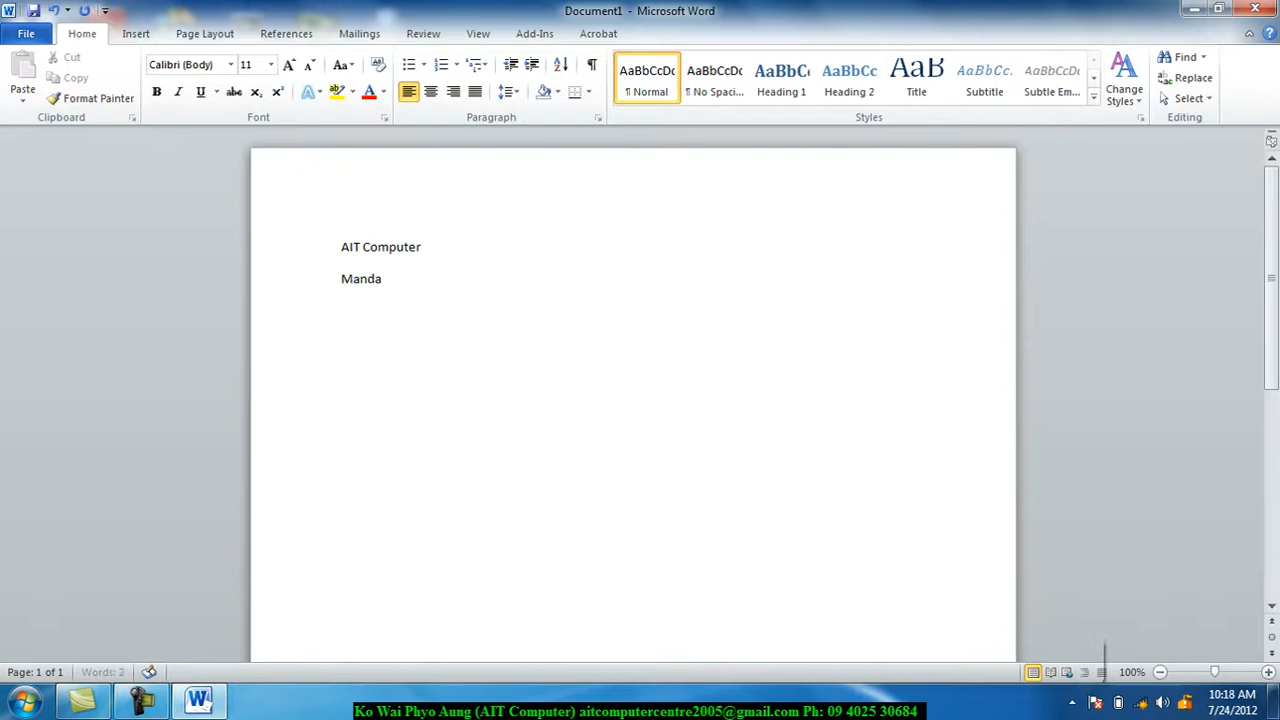 Document1 - Microsoft Word
File Home Insert Page Layout References Mailings Review View Add-Ins Acrobat
Paste
Cut
Copy
Format Painter
Clipboard
Calibri (Body) 11
Font
Paragraph
AaBbCcDc AaBbCcDc AaBbC AaBbCc AaB AaBbCc. AaBbCcDc
¶ Normal ¶ No Spaci... Heading 1 Heading 2 Title Subtitle Subtle Em...
Change
Styles
Styles
Find
Replace
Select
Editing
AIT Computer
Manda
Page: 1 of 1 Words: 3 100%
10:18 AM
7/24/2012
Ko Wai Phyo Aung (AIT Computer) aitcomputercentre2005@gmail.com Ph: 09 4025 30684